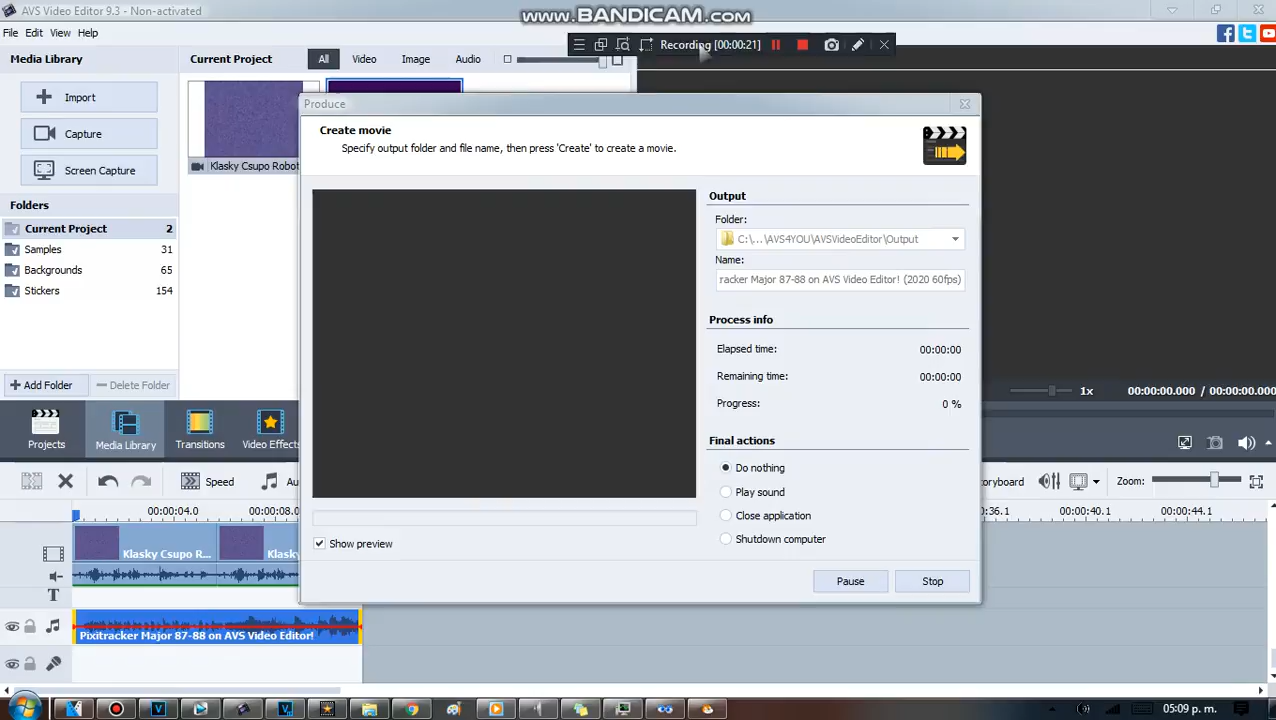 AVS Video Editor 9.3 - Non-activated
www.BANDICAM.com
File Edit View Help
Recording [00:00:21]
Media Library
Current Project
All
Video
Image
Audio
Import
Capture
Screen Capture
Klasky Csupo Robot
Folders
Current Project 2
Samples 31
Backgrounds 65
Stickers 154
Add Folder
Delete Folder
Produce
Create movie
Specify output folder and file name, then press 'Create' to create a movie.
Output
Folder:
C:\...\AVS4YOU\AVSVideoEditor\Output
Name:
racker Major 87-88 on AVS Video Editor! (2020 60fps)
Process info
Elapsed time: 00:00:00
Remaining time: 00:00:00
Progress: 0 %
Final actions
Do nothing
Play sound
Close application
Shutdown computer
Show preview
Pause
Stop
1x
00:00:00.000 / 00:00:00.000
Projects
Media Library
Transitions
Video Effects
Speed
Au
oryboard
Zoom:
00:00:04.0
00:00:08.0
:36.1
00:00:40.1
00:00:44.1
Klasky Csupo R...
Klasky
T
Pixitracker Major 87-88 on AVS Video Editor!
05:09 p. m.